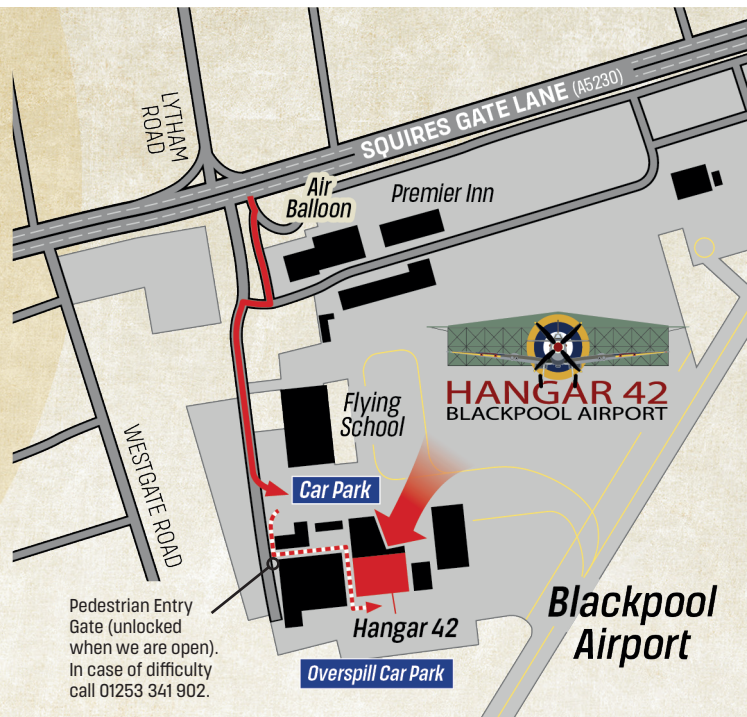 LYTHAM
ROAD
SQUIRES GATE LANE (A5230)
Air
Balloon
Premier Inn
HANGAR 42
BLACKPOOL AIRPORT
Flying
School
Car Park
WESTGATE ROAD
Pedestrian Entry
Gate (unlocked
when we are open).
In case of difficulty
call 01253 341 902.
Hangar 42
Overspill Car Park
Blackpool
Airport